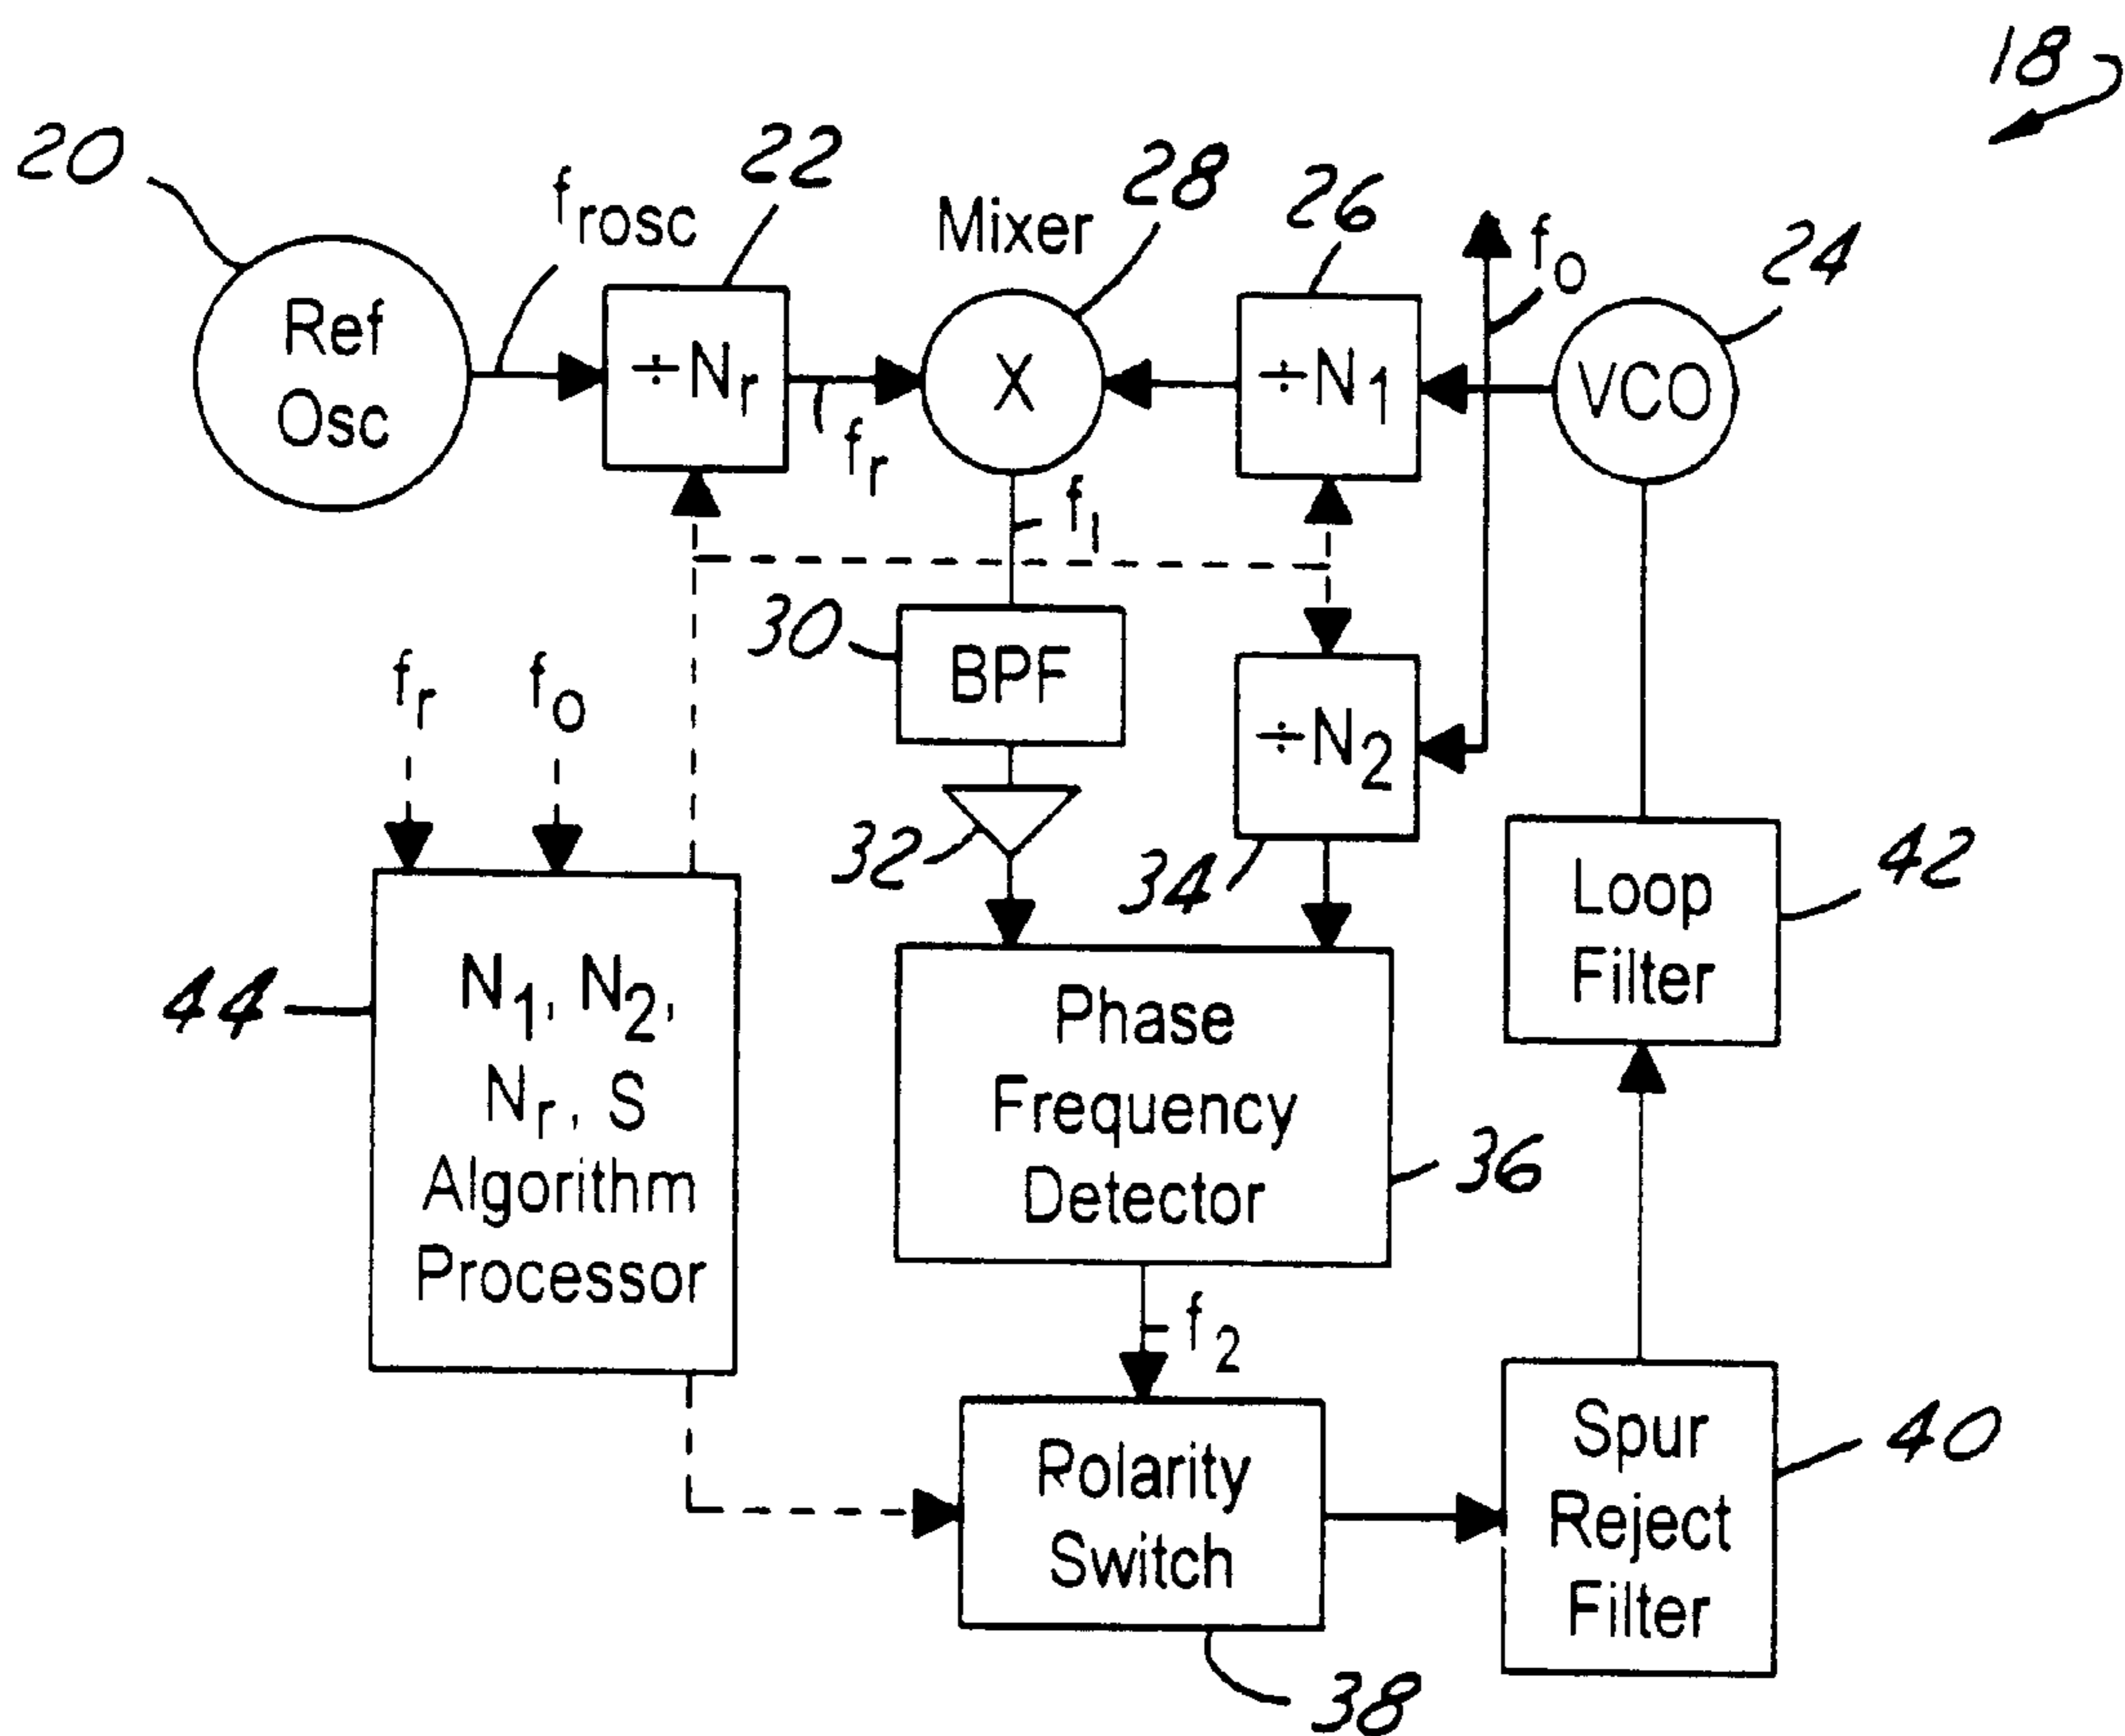 18
20
f_rosc
22
Mixer
28
26
f_o
24
Ref
Osc
÷N_r
X
÷N_1
VCO
f_r
f_1
30
BPF
f_r
f_o
÷N_2
32
34
Loop
Filter
42
44
N_1, N_2,
N_r, S
Algorithm
Processor
Phase
Frequency
Detector
36
f_2
Polarity
Switch
38
Spur
Reject
Filter
40